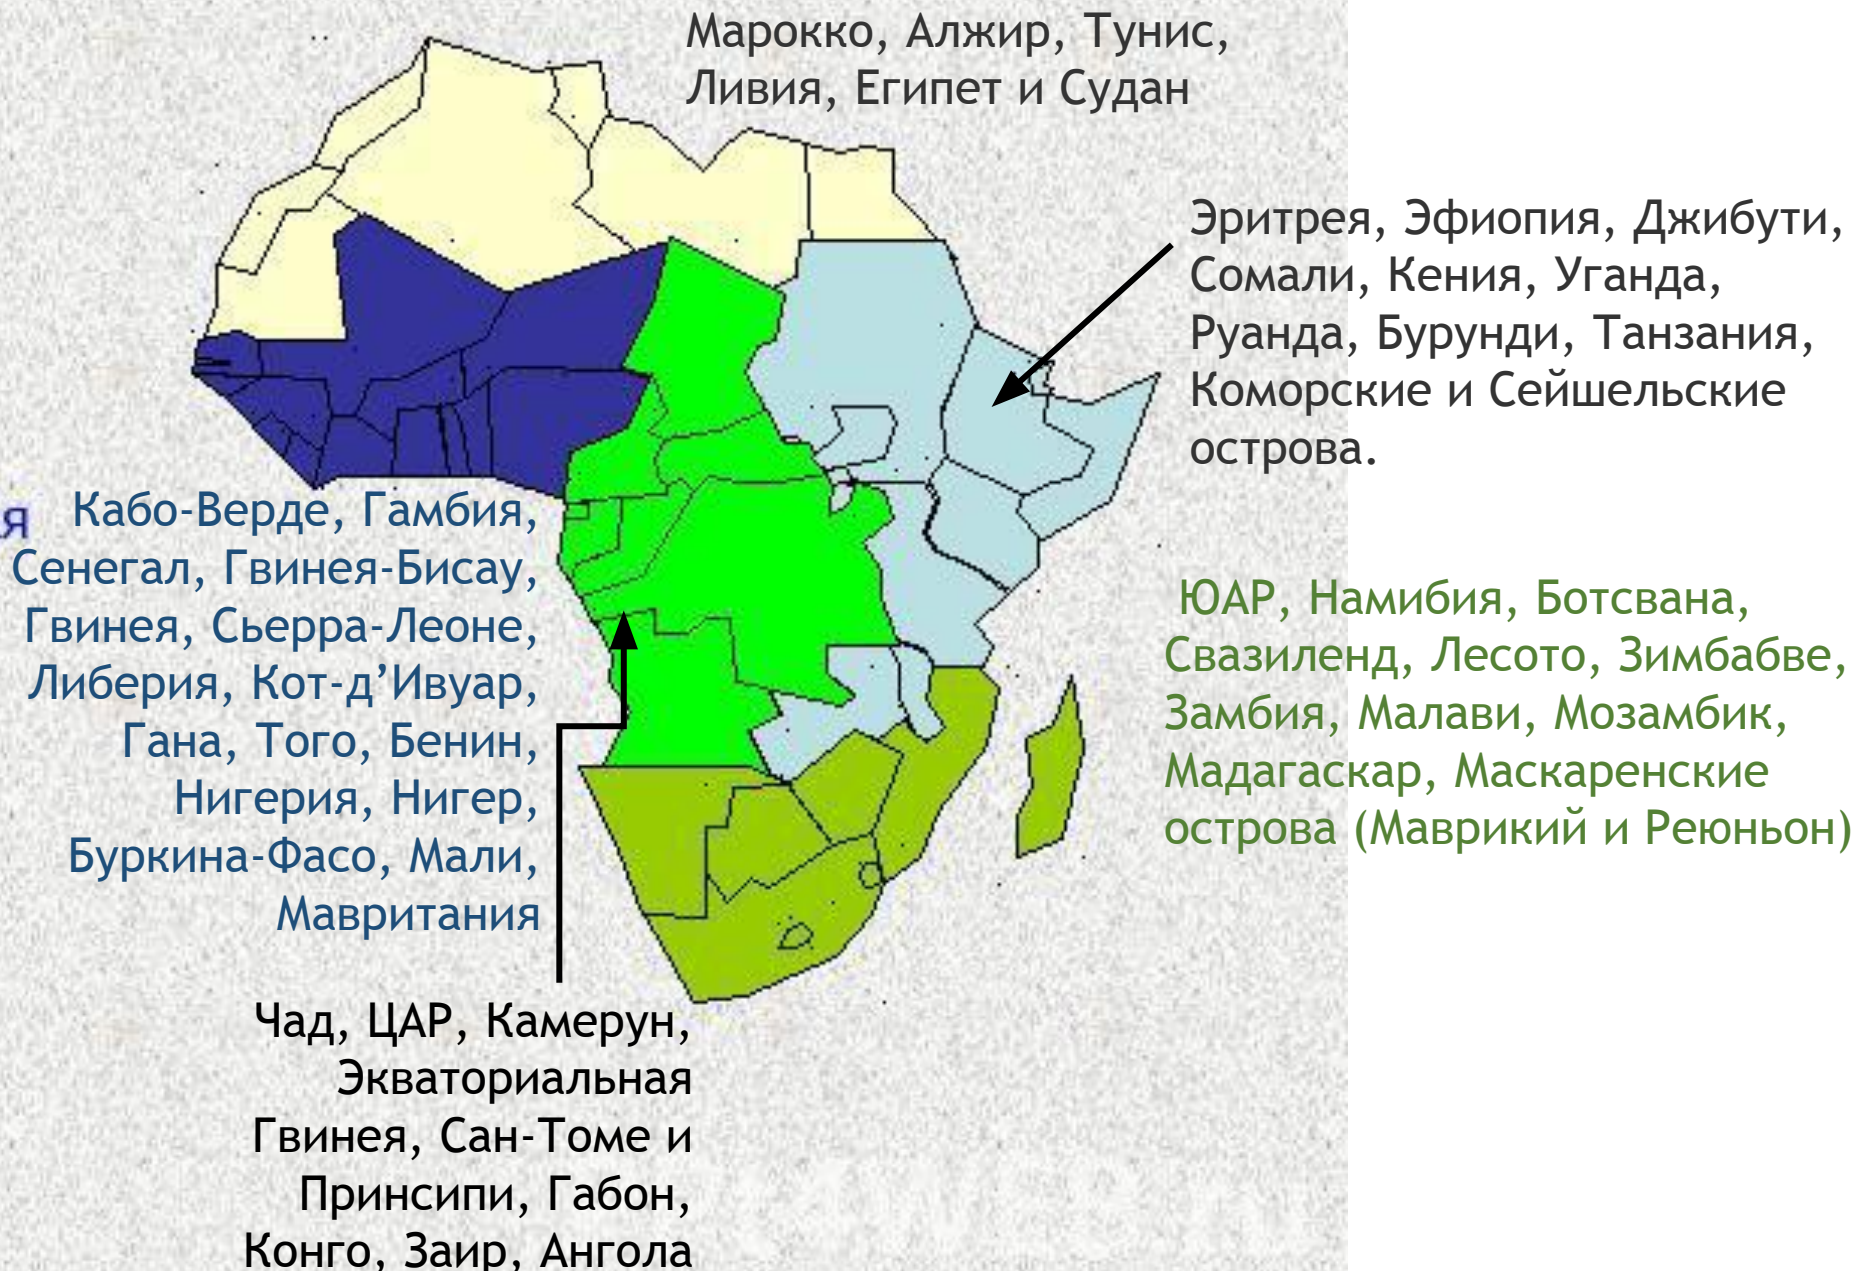 Марокко, Алжир, Тунис,
Ливия, Египет и Судан
Эритрея, Эфиопия, Джибути,
Сомали, Кения, Уганда,
Руанда, Бурунди, Танзания,
Коморские и Сейшельские
острова.
я
Кабо-Верде, Гамбия,
Сенегал, Гвинея-Бисау,
Гвинея, Сьерра-Леоне,
Либерия, Кот-д’Ивуар,
Гана, Того, Бенин,
Нигерия, Нигер,
Буркина-Фасо, Мали,
Мавритания
ЮАР, Намибия, Ботсвана,
Свазиленд, Лесото, Зимбабве,
Замбия, Малави, Мозамбик,
Мадагаскар, Маскаренские
острова (Маврикий и Реюньон)
Чад, ЦАР, Камерун,
Экваториальная
Гвинея, Сан-Томе и
Принсипи, Габон,
Конго, Заир, Ангола